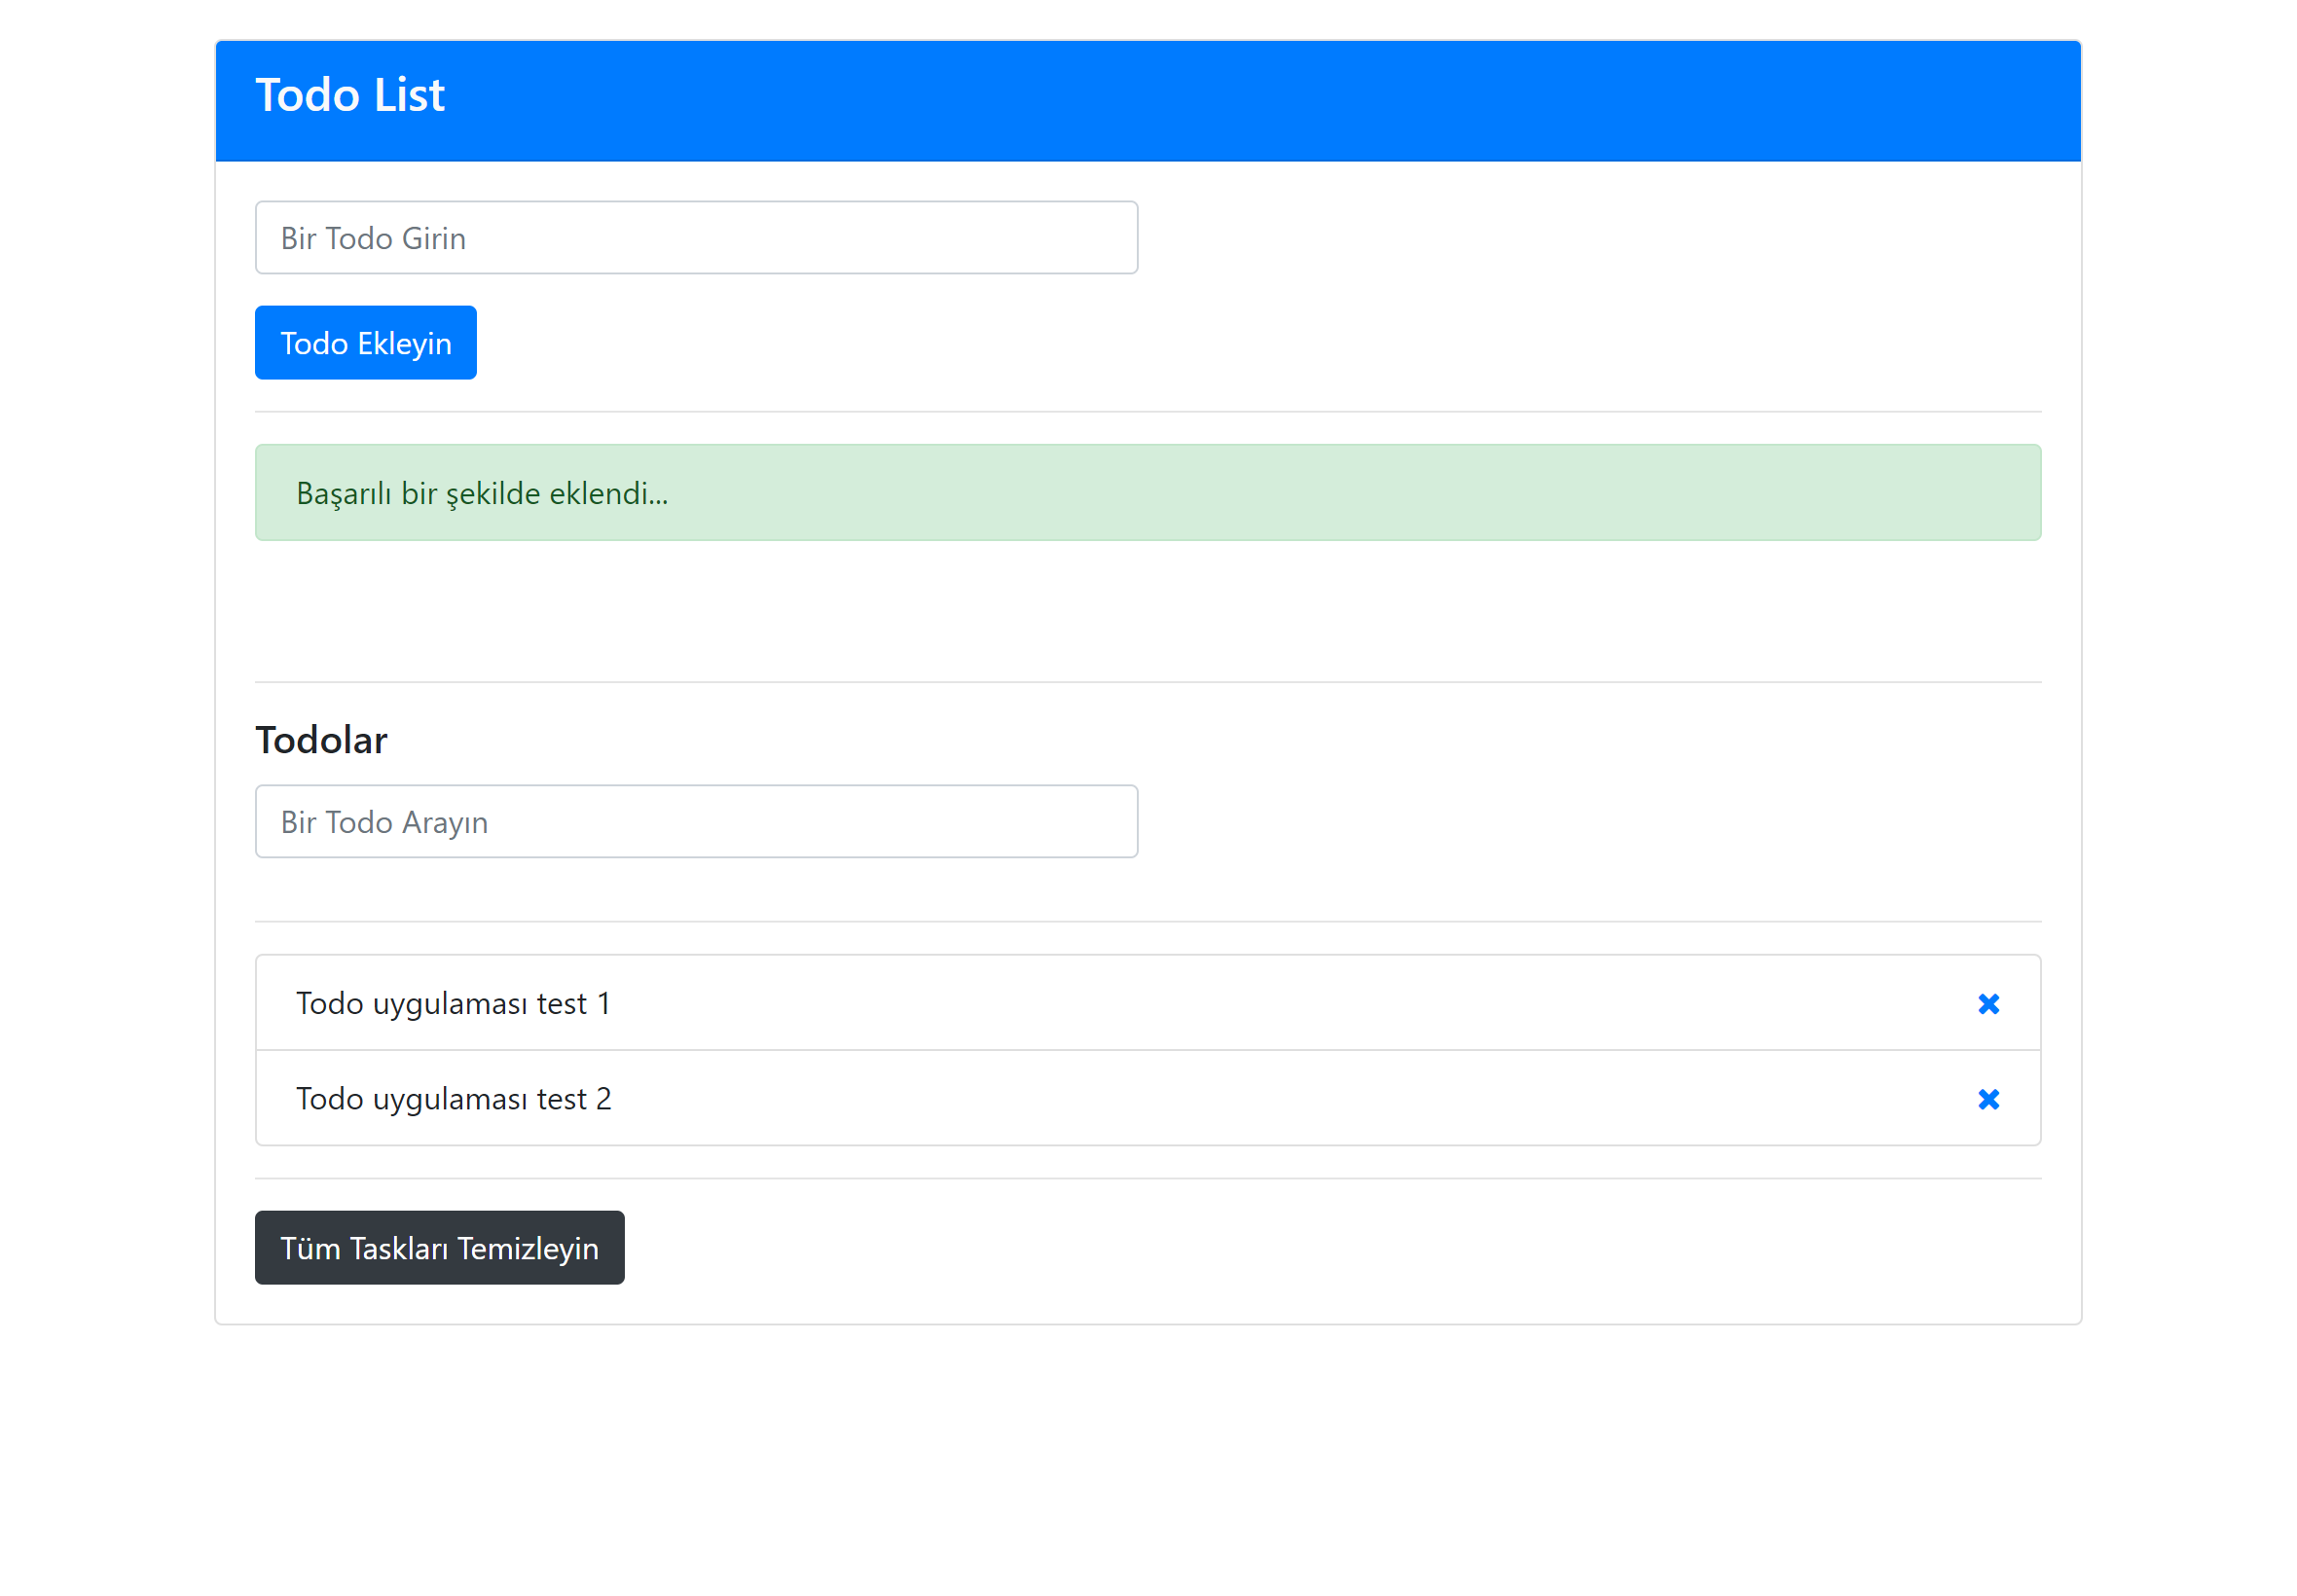 Todo List
Bir Todo Girin
Todo Ekleyin
Başarılı bir şekilde eklendi...
Todolar
Bir Todo Arayın
Todo uygulaması test 1
Todo uygulaması test 2
Tüm Taskları Temizleyin